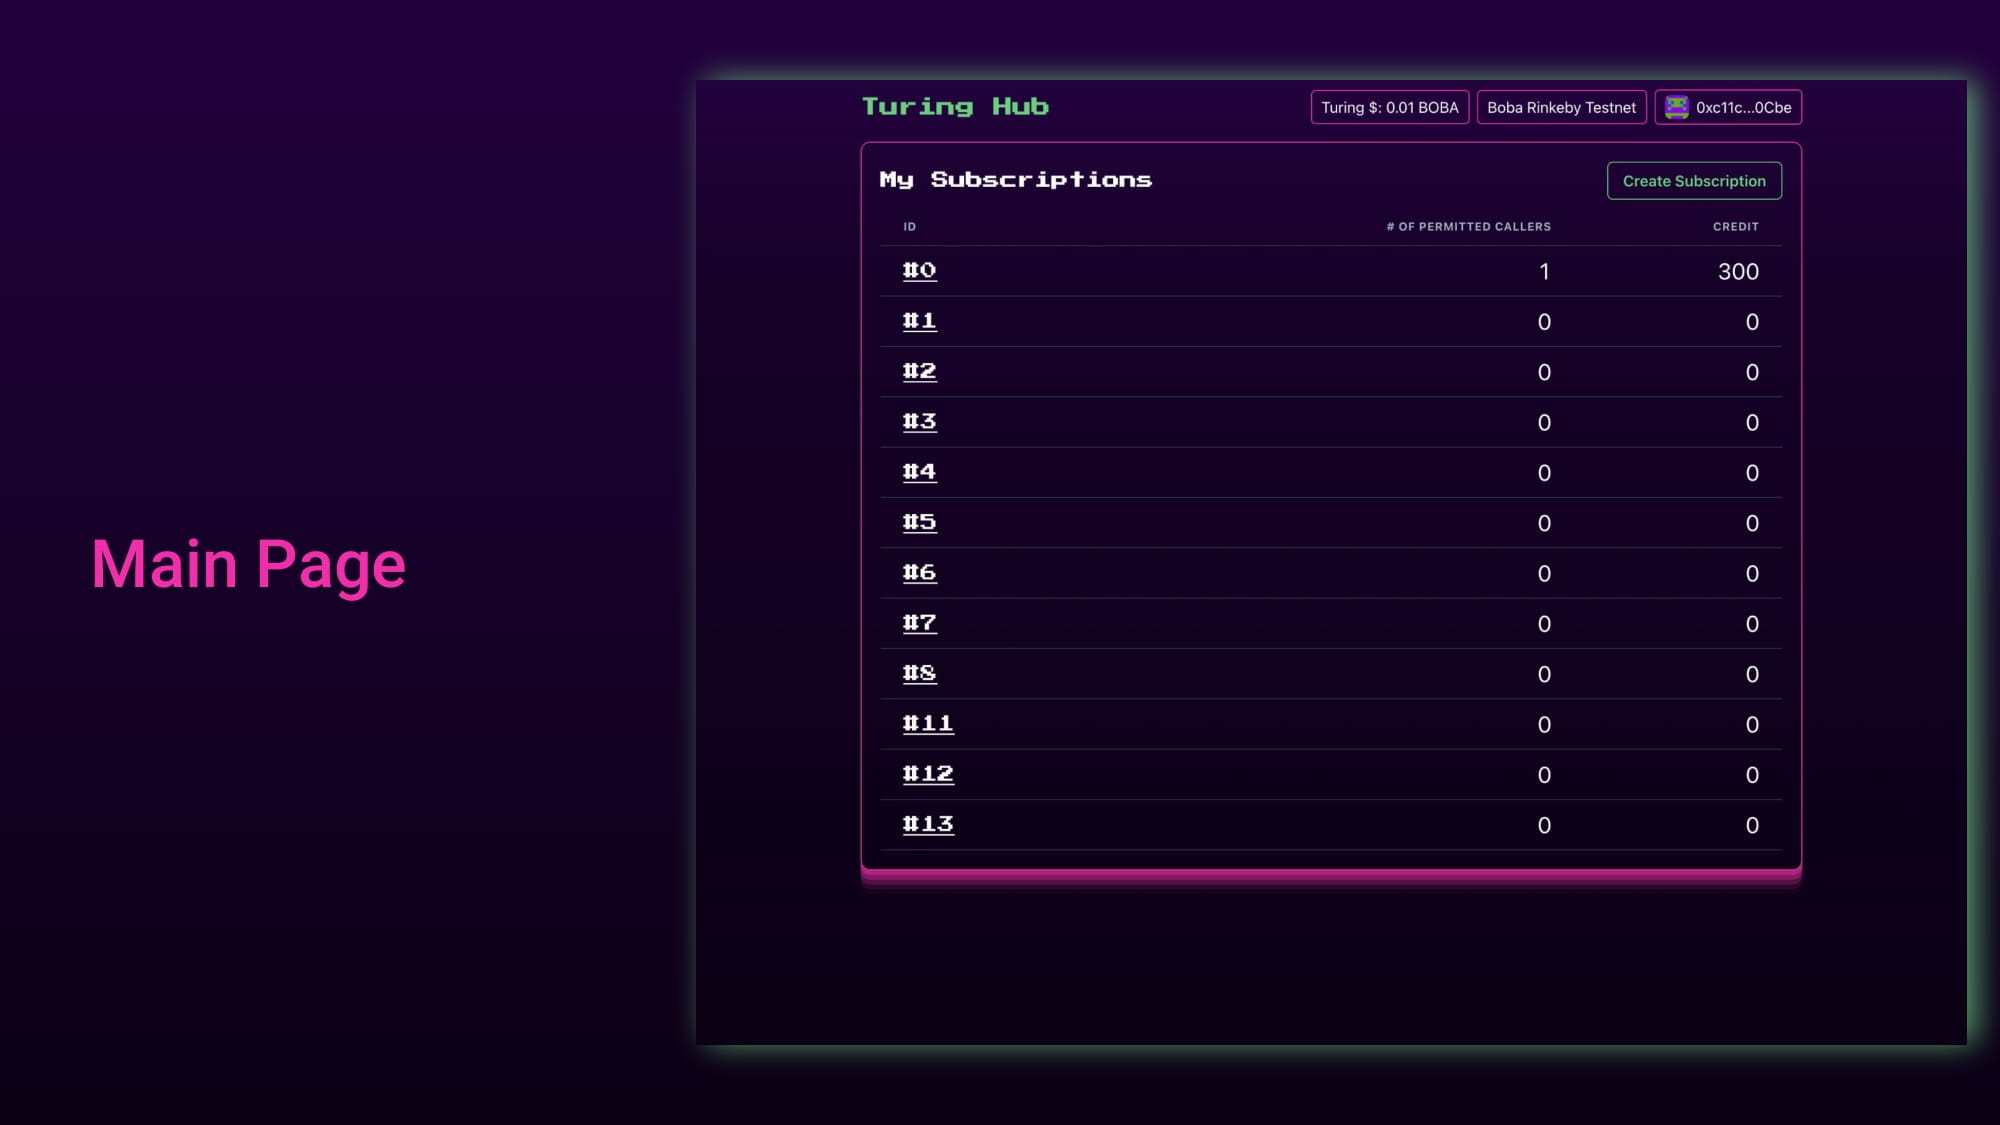 Main Page
Turing Hub
Turing $: 0.01 BOBA
Boba Rinkeby Testnet
0xc11c...0Cbe
My Subscriptions
Create Subscription
ID # OF PERMITTED CALLERS CREDIT
#0 1 300
#1 0 0
#2 0 0
#3 0 0
#4 0 0
#5 0 0
#6 0 0
#7 0 0
#8 0 0
#11 0 0
#12 0 0
#13 0 0